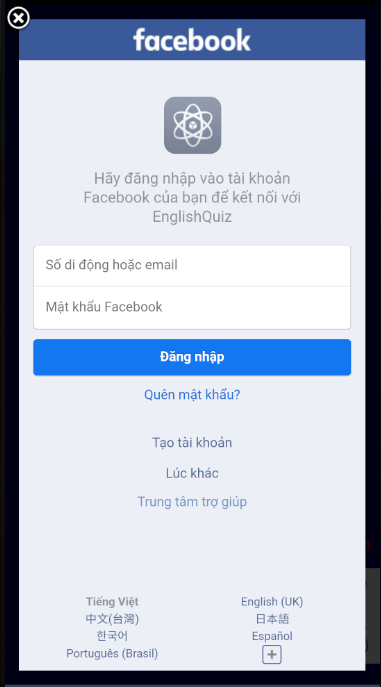 facebook
Hãy đăng nhập vào tài khoản
Facebook của bạn để kết nối với
EnglishQuiz
Số di động hoặc email
Mật khẩu Facebook
Đăng nhập
Quên mật khẩu?
Tạo tài khoản
Lúc khác
Trung tâm trợ giúp
Tiếng Việt
English (UK)
中文(台灣)
日本語
한국어
Español
Português (Brasil)